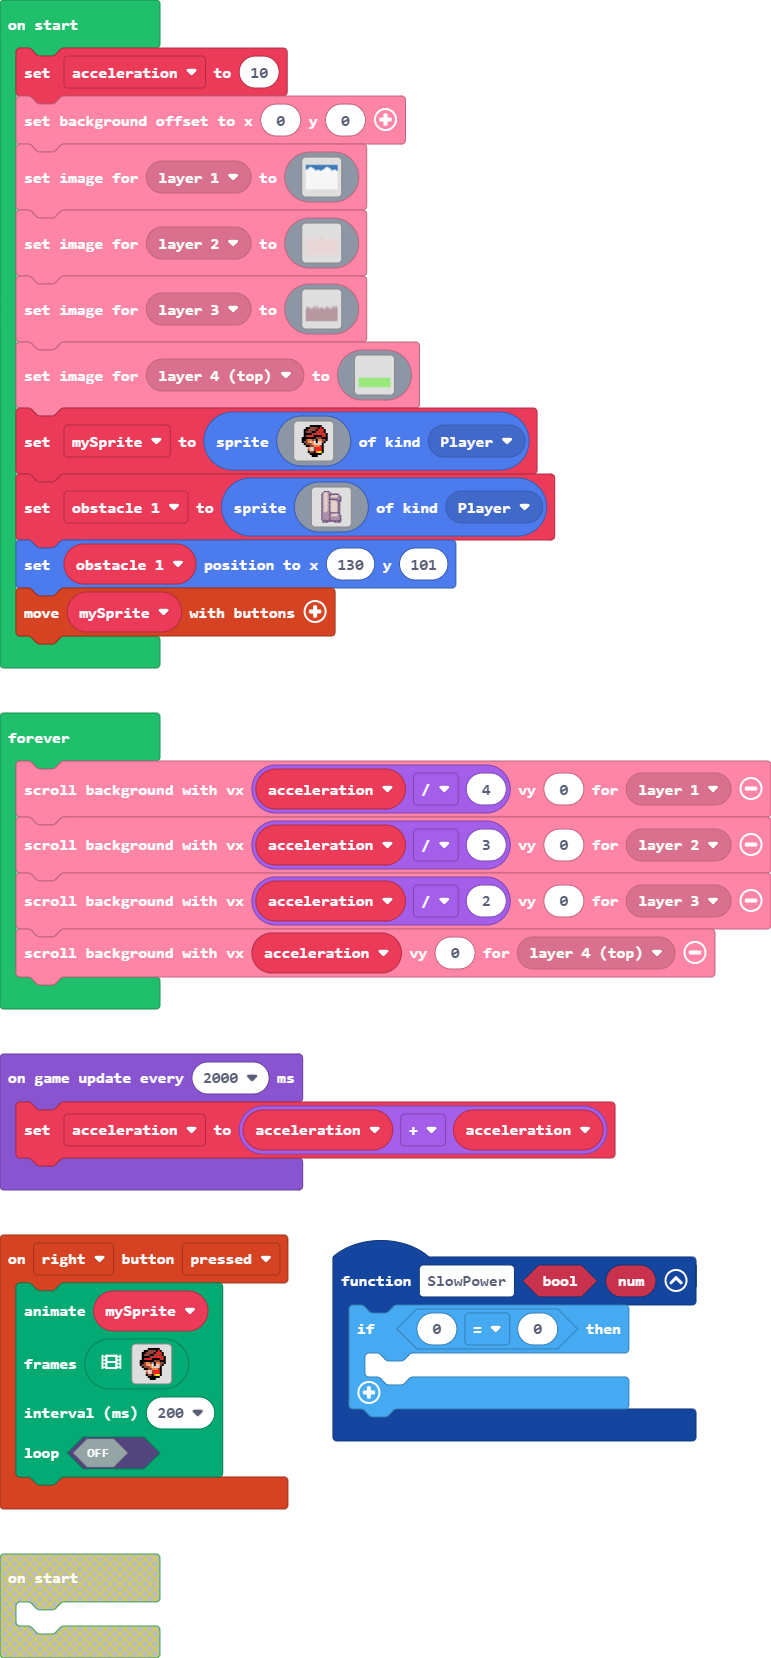 on start
set acceleration to 10
set background offset to x 0 y 0
set image for layer 1 to
set image for layer 2 to
set image for layer 3 to
set image for layer 4 (top) to
set mySprite to sprite of kind Player
set obstacle 1 to sprite of kind Player
set obstacle 1 position to x 130 y 101
move mySprite with buttons
forever
scroll background with vx acceleration / 4 vy 0 for layer 1
scroll background with vx acceleration / 3 vy 0 for layer 2
scroll background with vx acceleration / 2 vy 0 for layer 3
scroll background with vx acceleration vy 0 for layer 4 (top)
on game update every 2000 ms
set acceleration to acceleration + acceleration
on right button pressed
animate mySprite
frames
interval (ms) 200
loop OFF
function SlowPower bool num
if 0 = 0 then
on start